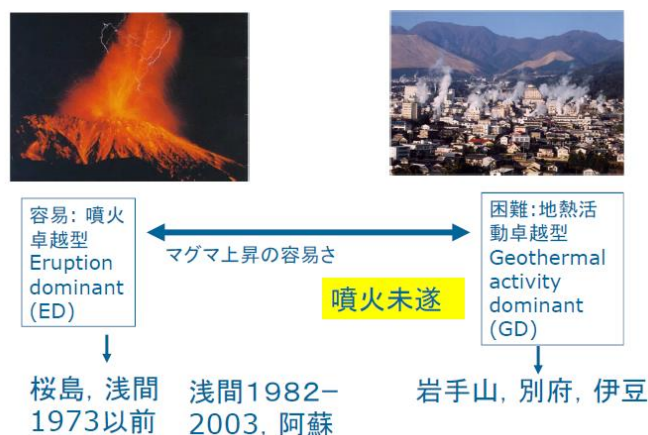 容易: 噴火
卓越型
Eruption
dominant
(ED)
マグマ上昇の容易さ
噴火未遂
困難:地熱活
動卓越型
Geothermal
activity
dominant
(GD)
桜島, 浅間
1973以前
浅間1982–
2003, 阿蘇
岩手山, 別府, 伊豆